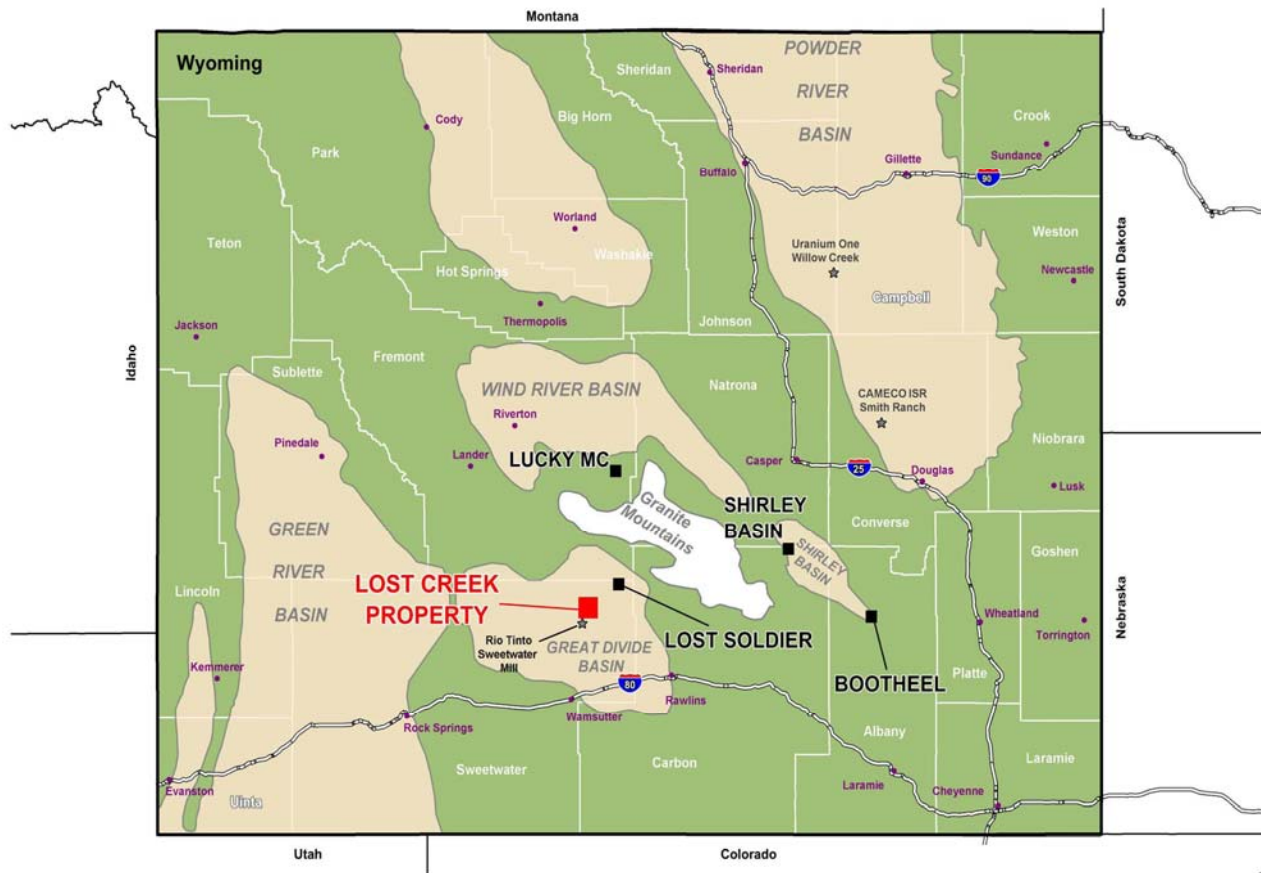 Montana
Wyoming
POWDER
RIVER
BASIN
Sheridan
Sheridan
Big Horn
Cody
Crook
Sundance
Park
Buffalo
Gillette
90
Teton
Worland
Washakie
Weston
Uranium One
Willow Creek
Newcastle
Hot Springs
Campbell
South Dakota
Thermopolis
Johnson
Jackson
Idaho
Fremont
Sublette
Natrona
WIND RIVER BASIN
CAMECO ISR
Smith Ranch
Riverton
Pinedale
Niobrara
Lander
LUCKY MC
Casper
25
Douglas
Lusk
Granite
Mountains
SHIRLEY
BASIN
Converse
GREEN
RIVER
BASIN
SHIRLEY
BASIN
Goshen
Lincoln
LOST CREEK
PROPERTY
Wheatland
Torrington
Nebraska
Rio Tinto
Sweetwater
Mill
GREAT DIVIDE
BASIN
LOST SOLDIER
Kemmerer
BOOTHEEL
Platte
80
Rawlins
Wamsutter
Rock Springs
Albany
Sweetwater
Carbon
Laramie
Evanston
Uinta
Laramie
Cheyenne
Utah
Colorado